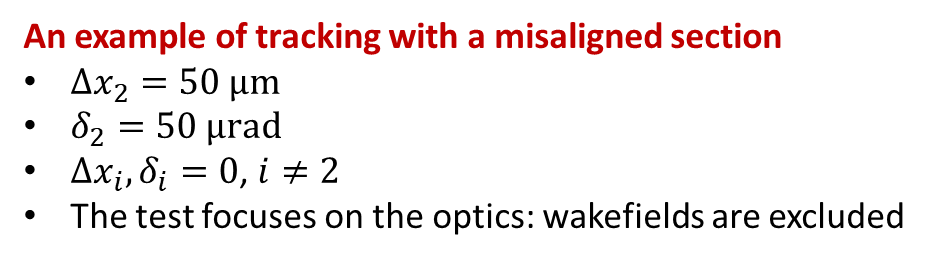 An example of tracking with a misaligned section
• Δx₂ = 50 μm
• δ₂ = 50 μrad
• Δxᵢ, δᵢ = 0, i ≠ 2
• The test focuses on the optics: wakefields are excluded